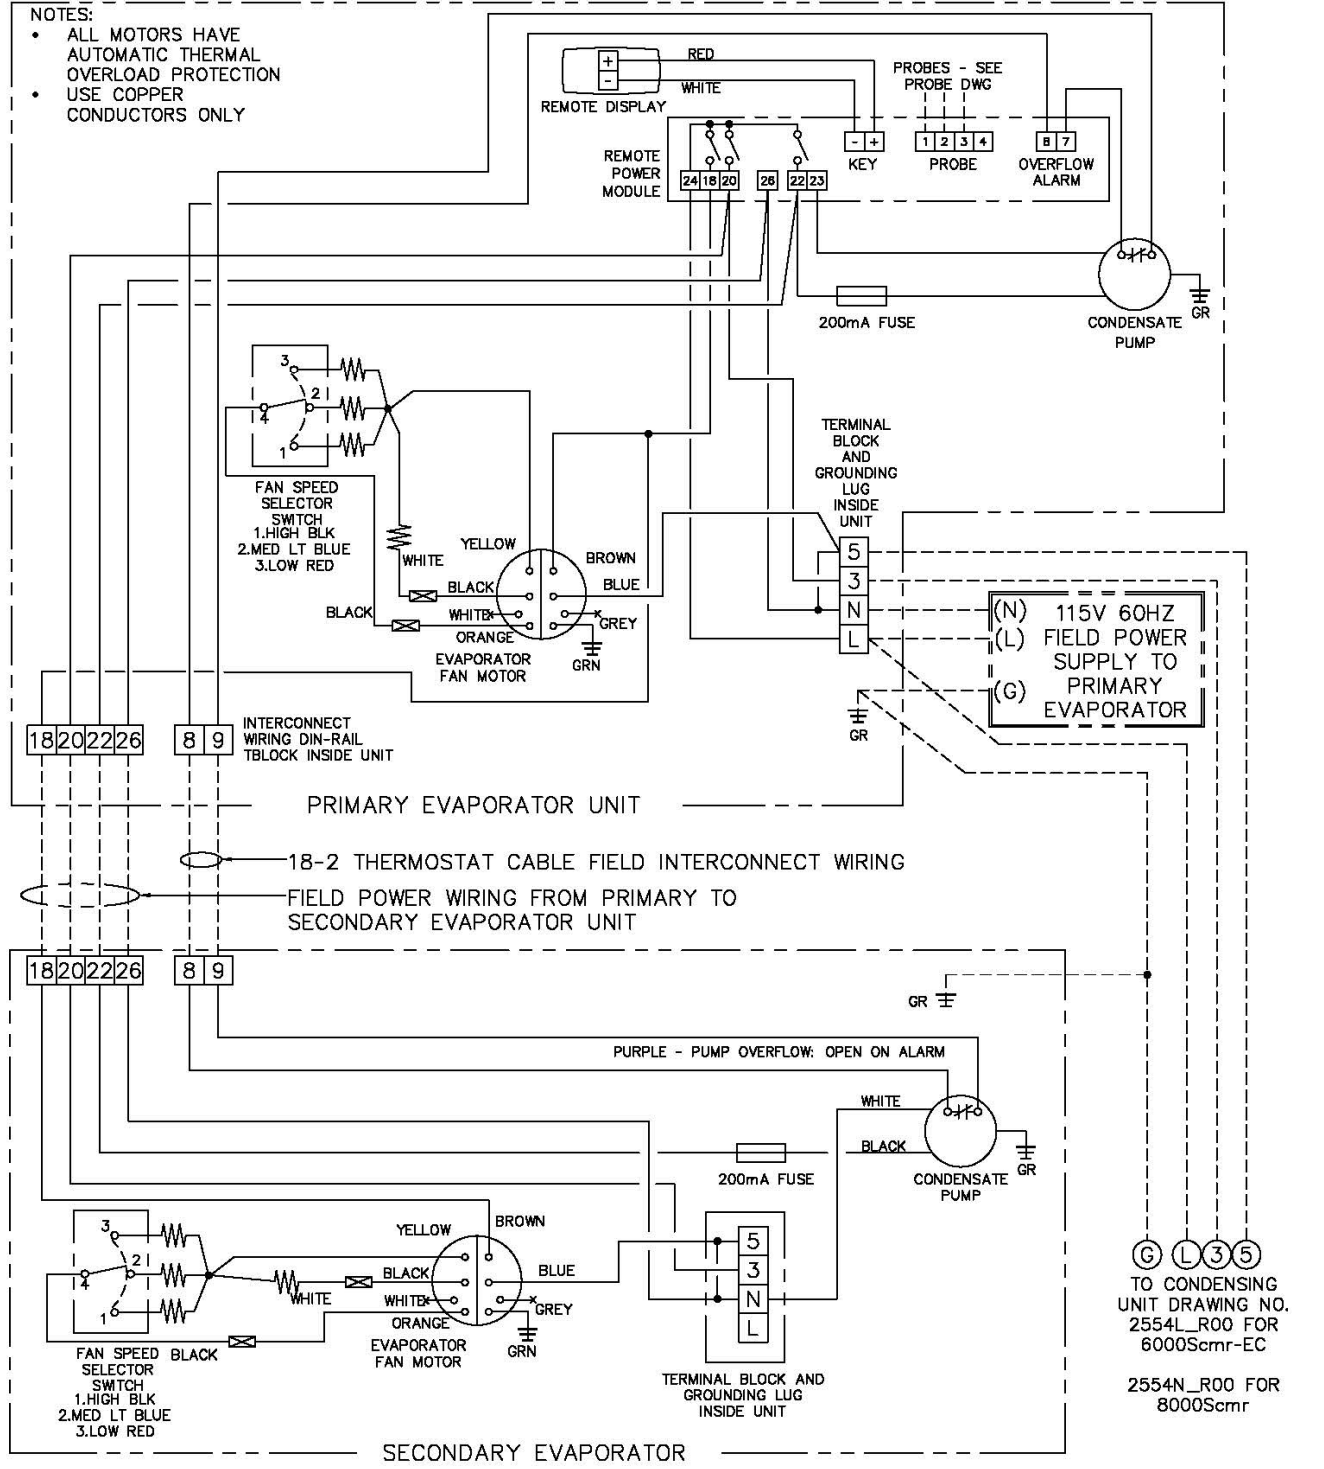 NOTES:
• ALL MOTORS HAVE
AUTOMATIC THERMAL
OVERLOAD PROTECTION
• USE COPPER
CONDUCTORS ONLY
+
-
RED
WHITE
REMOTE DISPLAY
PROBES - SEE
PROBE DWG
REMOTE
POWER
MODULE
24 18 20 26 22 23
- +
KEY
1 2 3 4
PROBE
8 7
OVERFLOW
ALARM
200mA FUSE
CONDENSATE
PUMP
GR
3
2
4
1
FAN SPEED
SELECTOR
SWITCH
1.HIGH BLK
2.MED LT BLUE
3.LOW RED
TERMINAL
BLOCK
AND
GROUNDING
LUG
INSIDE
UNIT
5
3
N
L
YELLOW
BROWN
WHITE
BLACK
BLUE
BLACK
WHITE
GREY
ORANGE
GRN
EVAPORATOR
FAN MOTOR
(N)
(L)
(G)
115V 60HZ
FIELD POWER
SUPPLY TO
PRIMARY
EVAPORATOR
GR
18 20 22 26
8 9
INTERCONNECT
WIRING DIN-RAIL
TBLOCK INSIDE UNIT
PRIMARY EVAPORATOR UNIT
18-2 THERMOSTAT CABLE FIELD INTERCONNECT WIRING
FIELD POWER WIRING FROM PRIMARY TO
SECONDARY EVAPORATOR UNIT
18 20 22 26
8 9
GR
PURPLE - PUMP OVERFLOW: OPEN ON ALARM
WHITE
BLACK
200mA FUSE
CONDENSATE
PUMP
GR
3
2
4
1
FAN SPEED
SELECTOR
SWITCH
1.HIGH BLK
2.MED LT BLUE
3.LOW RED
BLACK
YELLOW
BROWN
BLACK
BLUE
WHITE
WHITE
GREY
ORANGE
GRN
EVAPORATOR
FAN MOTOR
5
3
N
L
TERMINAL BLOCK AND
GROUNDING LUG
INSIDE UNIT
G L 3 5
TO CONDENSING
UNIT DRAWING NO.
2554L_R00 FOR
6000Scmr-EC
2554N_R00 FOR
8000Scmr
SECONDARY EVAPORATOR